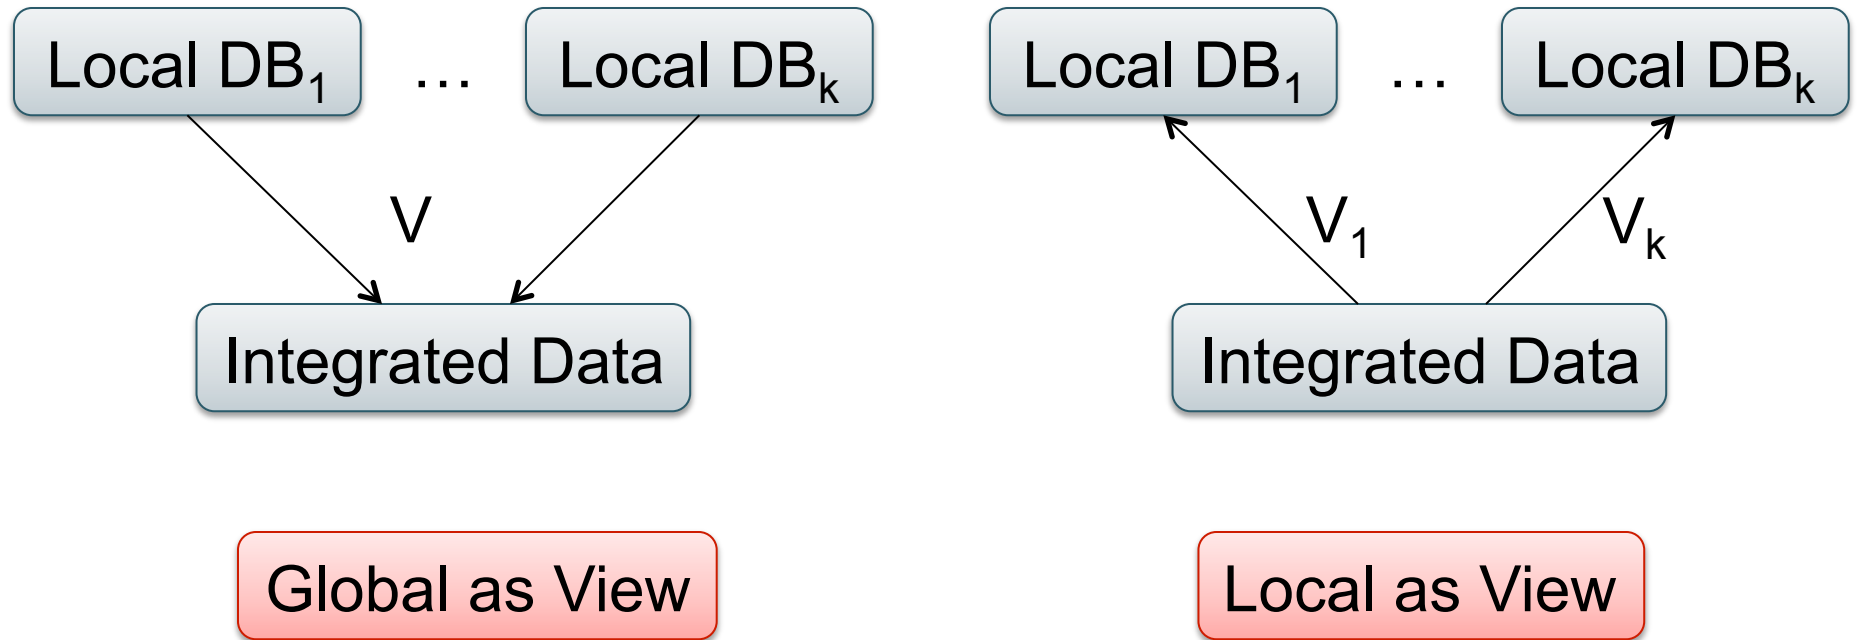 Local DB₁ … Local DBₖ
V
Integrated Data
Global as View
Local DB₁ … Local DBₖ
V₁ Vₖ
Integrated Data
Local as View